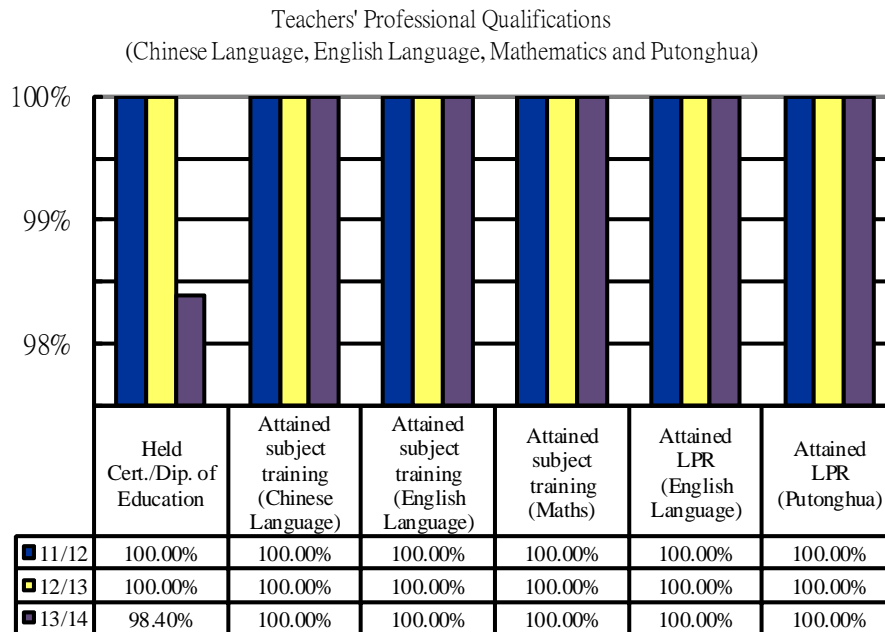 Teachers' Professional Qualifications
(Chinese Language, English Language, Mathematics and Putonghua)
100%
99%
98%
Held
Cert./Dip. of
Education
Attained
subject
training
(Chinese
Language)
Attained
subject
training
(English
Language)
Attained
subject
training
(Maths)
Attained
LPR
(English
Language)
Attained
LPR
(Putonghua)
11/12 100.00% 100.00% 100.00% 100.00% 100.00% 100.00%
12/13 100.00% 100.00% 100.00% 100.00% 100.00% 100.00%
13/14 98.40% 100.00% 100.00% 100.00% 100.00% 100.00%